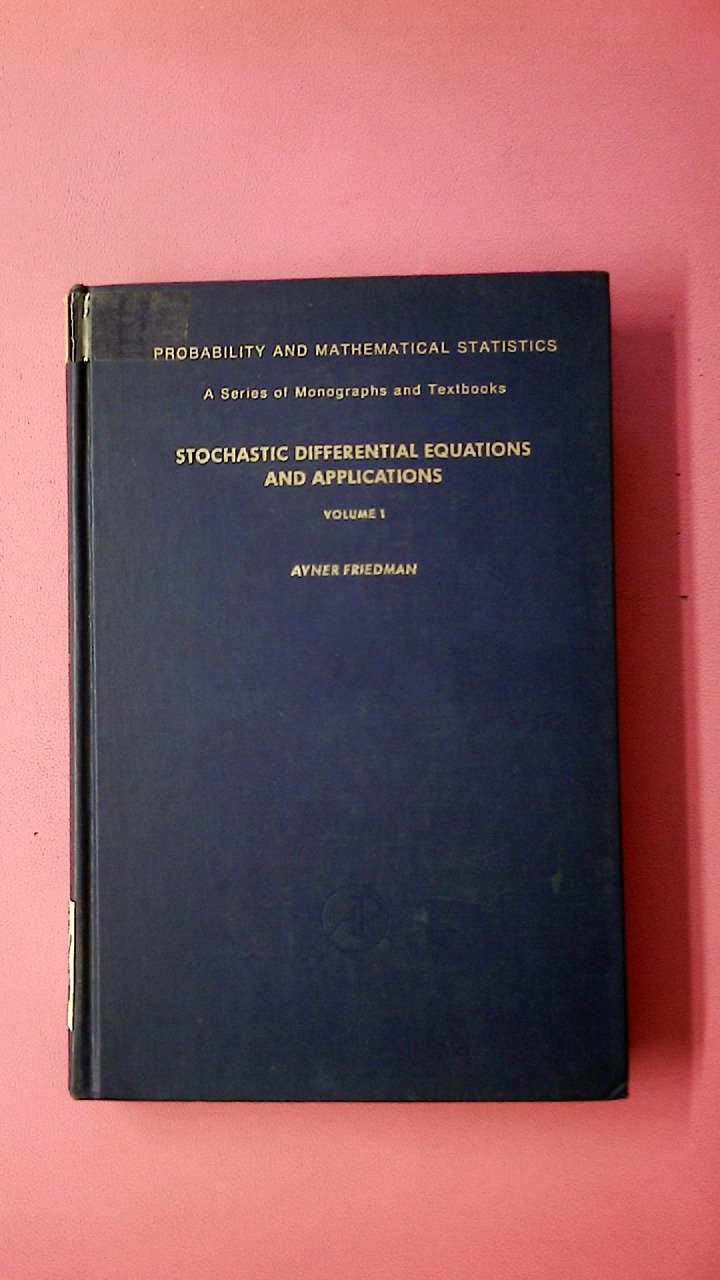 PROBABILITY AND MATHEMATICAL STATISTICS
A Series of Monographs and Textbooks
STOCHASTIC DIFFERENTIAL EQUATIONS
AND APPLICATIONS
VOLUME 1
AVNER FRIEDMAN